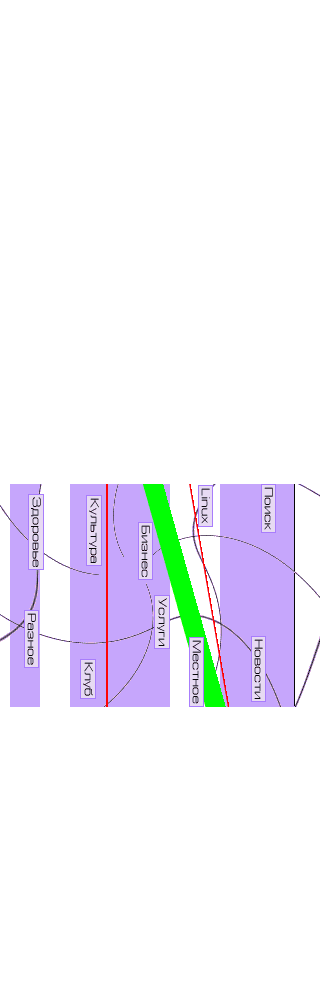 Поиск
Новости
Linux
Местное
Услуги
Бизнес
Культура
Клуб
Здоровье
Разное